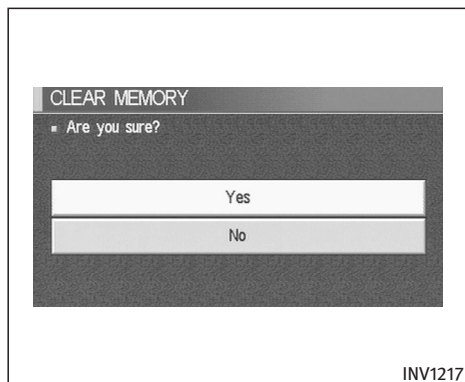 CLEAR MEMORY
▪ Are you sure?
Yes
No
INV1217